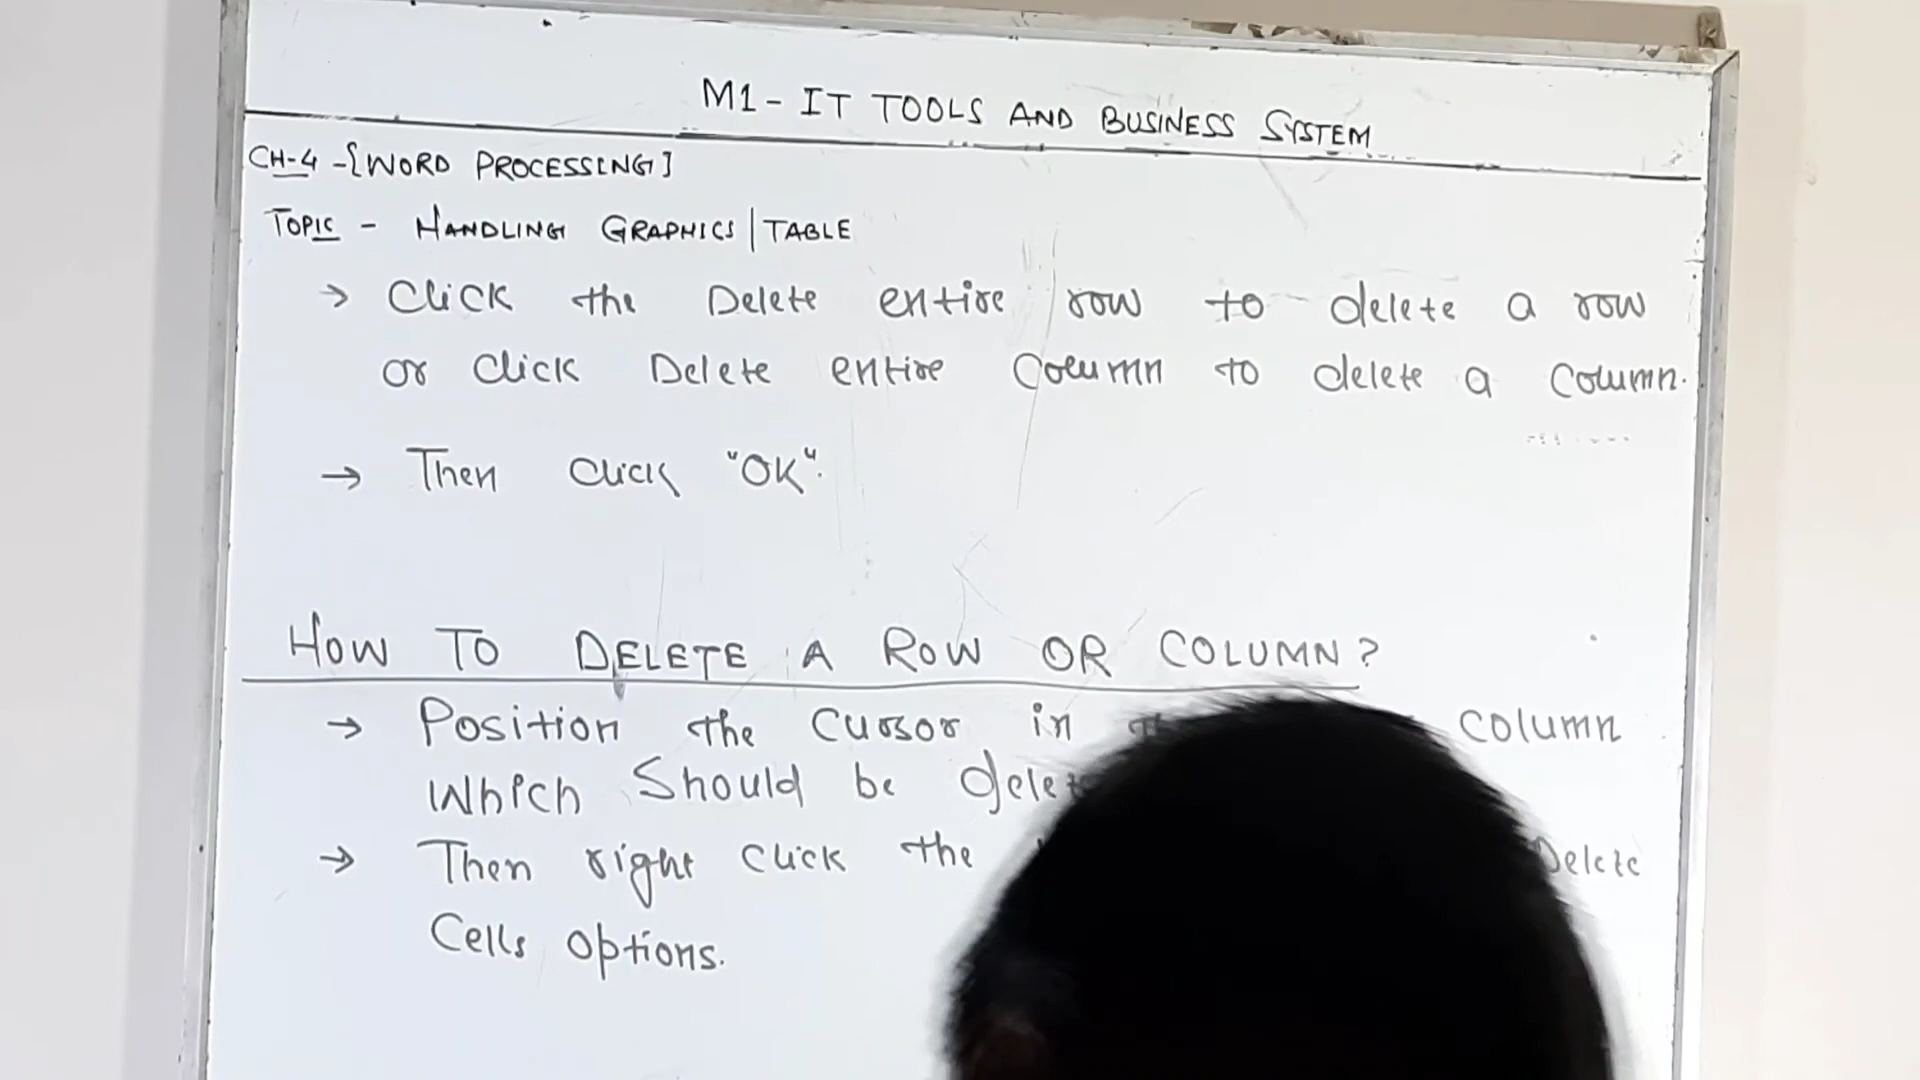 M1 - IT TOOLS AND BUSINESS SYSTEM
CH-4 -[WORD PROCESSING]
TOPIC - HANDLING GRAPHICS | TABLE
→ Click the Delete entire row to delete a row
or Click Delete entire Column to delete a Column.
→ Then Click "OK".
HOW TO DELETE A ROW OR COLUMN?
→ Position the Cursor in column
Which Should be
→ Then right Click the Delete
Cells Options.